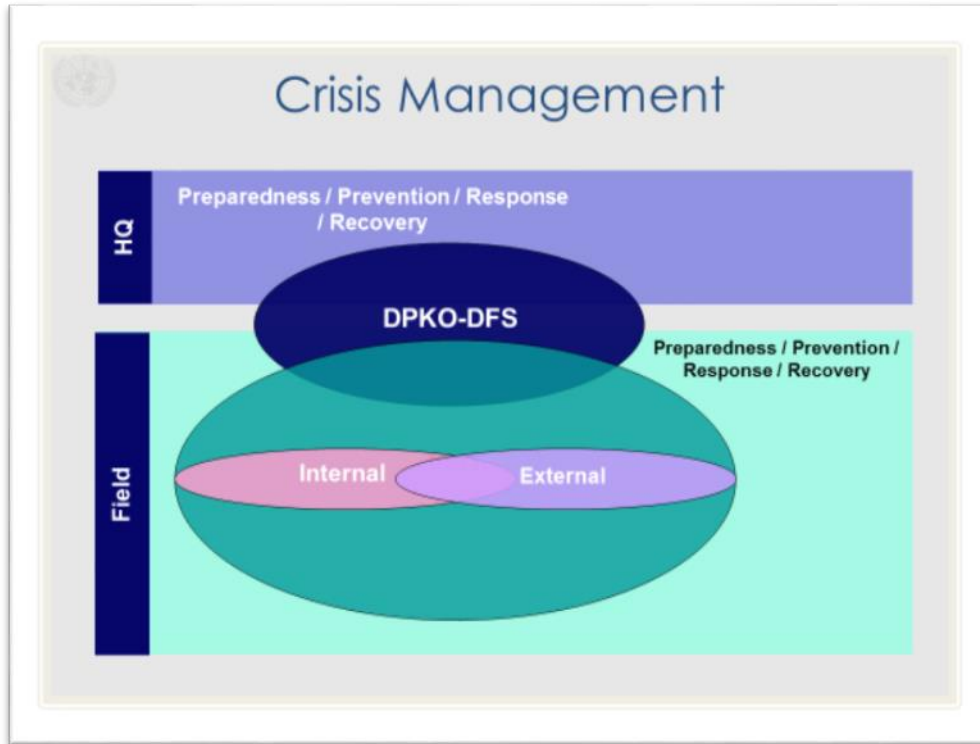 Crisis Management
HQ
Preparedness / Prevention / Response
/ Recovery
DPKO-DFS
Field
Preparedness / Prevention /
Response / Recovery
Internal
External